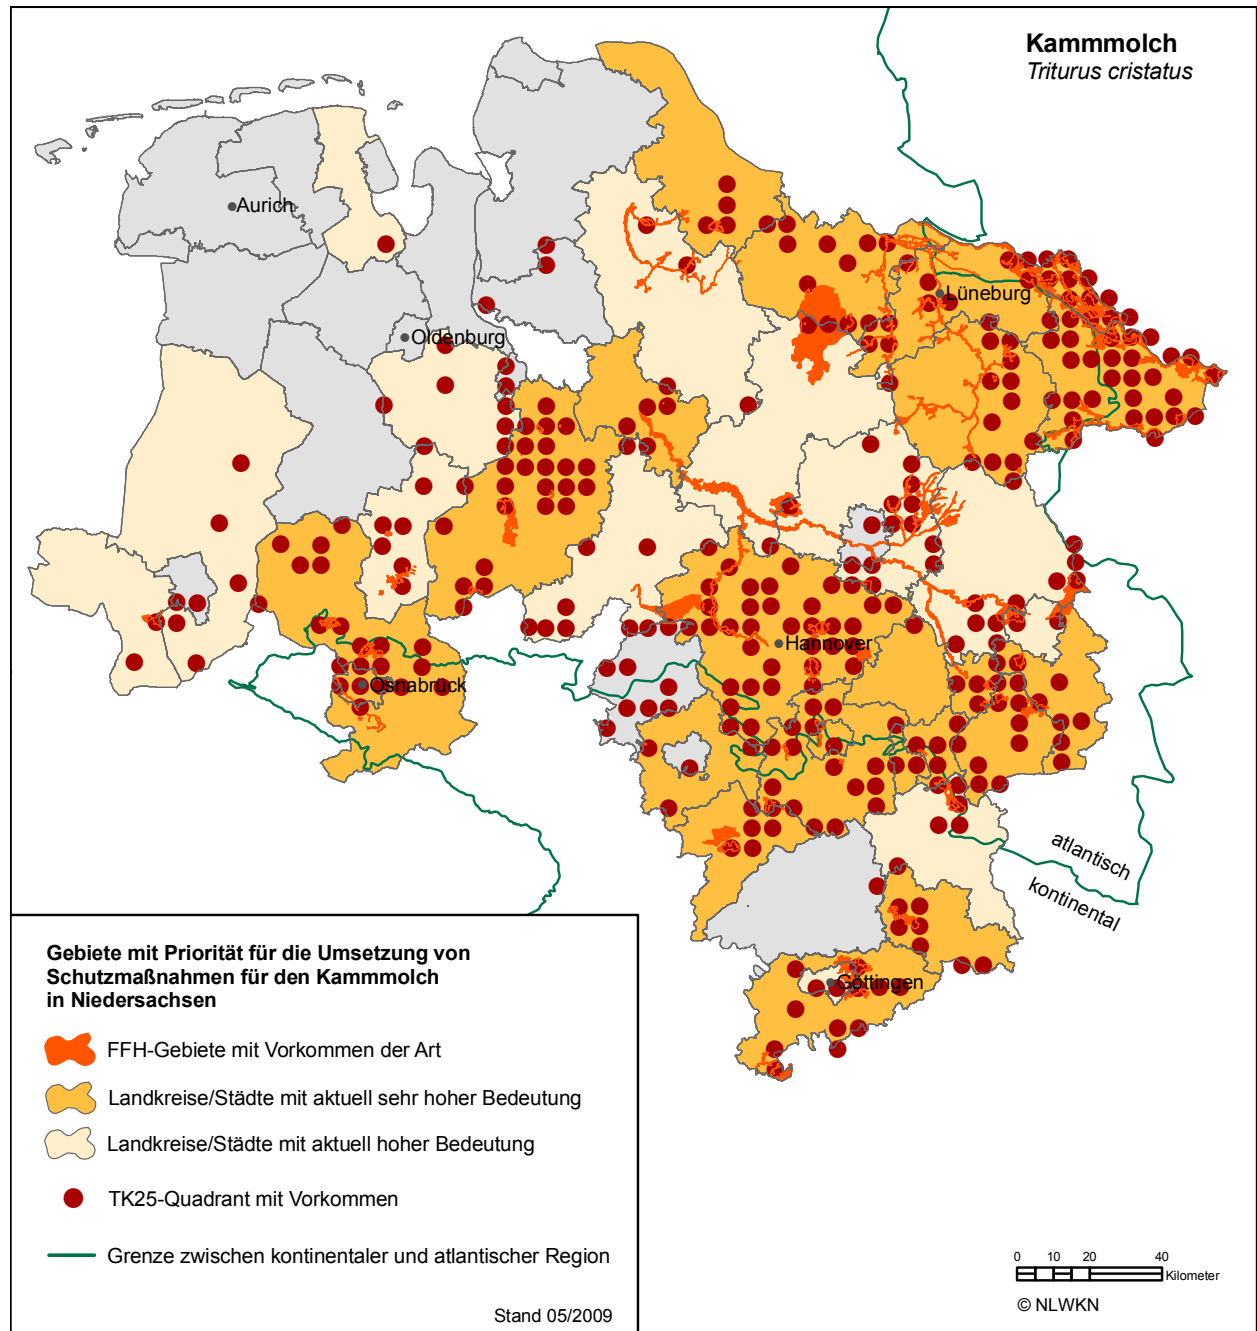 Kammmolch
Triturus cristatus
Aurich
Lüneburg
Oldenburg
Hannover
Osnabrück
atlantisch
kontinental
Göttingen
Gebiete mit Priorität für die Umsetzung von
Schutzmaßnahmen für den Kammmolch
in Niedersachsen
FFH-Gebiete mit Vorkommen der Art
Landkreise/Städte mit aktuell sehr hoher Bedeutung
Landkreise/Städte mit aktuell hoher Bedeutung
TK25-Quadrant mit Vorkommen
Grenze zwischen kontinentaler und atlantischer Region
Stand 05/2009
0 10 20 40
Kilometer
© NLWKN